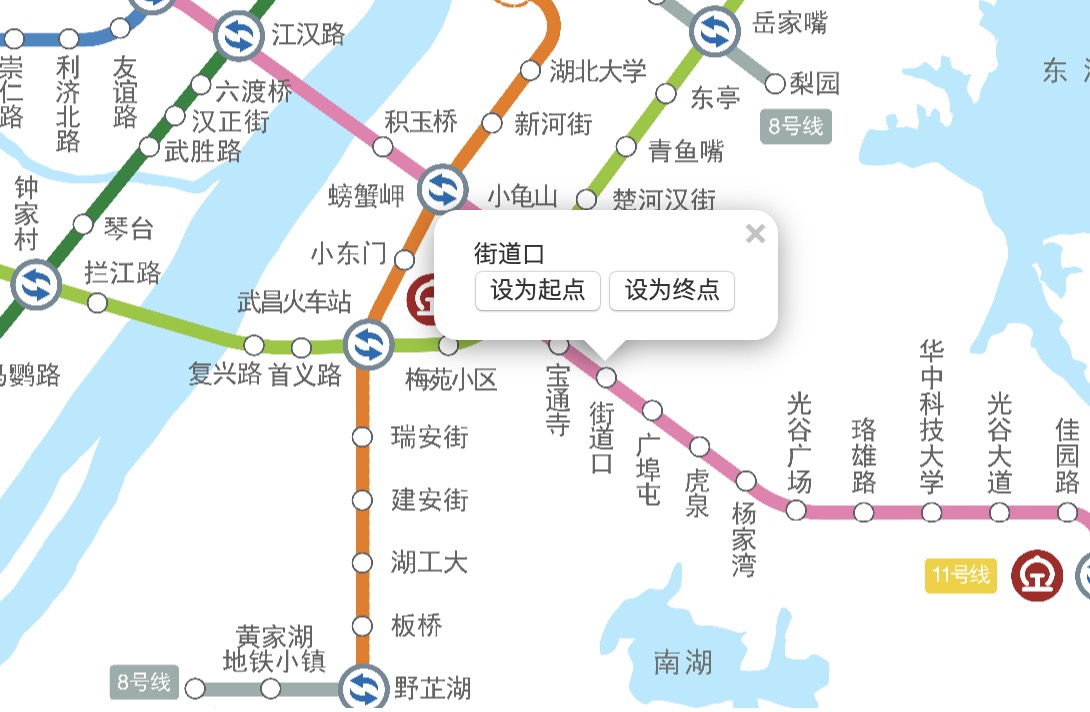 江汉路
岳家嘴
崇仁路
利济北路
友谊路
湖北大学
梨园
东
六渡桥
东亭
积玉桥
新河街
8号线
汉正街
武胜路
青鱼嘴
钟家村
螃蟹岬
小龟山
楚河汉街
琴台
小东门
拦江路
街道口
×
设为起点
设为终点
武昌火车站
鹦路
复兴路
首义路
梅苑小区
宝通寺
街道口
广埠屯
虎泉
杨家湾
光谷广场
珞雄路
华中科技大学
光谷大道
佳园路
瑞安街
建安街
湖工大
11号线
板桥
黄家湖
地铁小镇
南湖
8号线
野芷湖